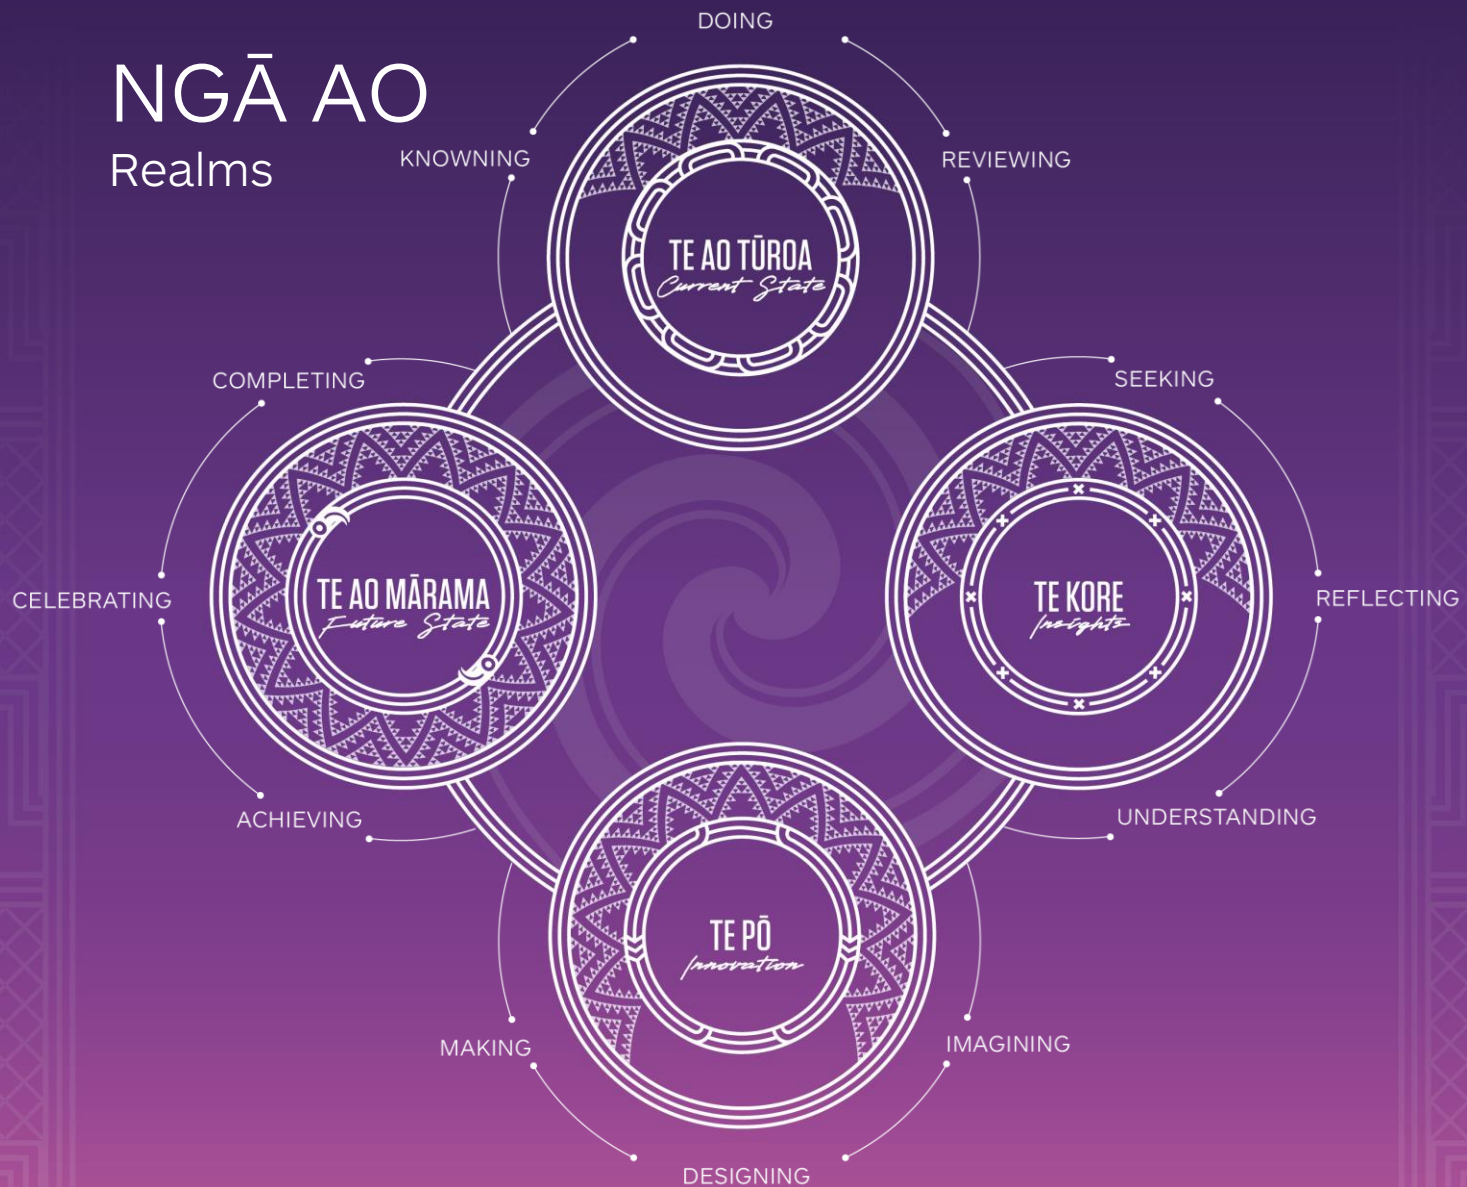 NGĀ AO
Realms
DOING
KNOWNING
REVIEWING
TE AO TŪROA
Current State
COMPLETING
SEEKING
CELEBRATING
TE AO MĀRAMA
Future State
TE KORE
Insights
REFLECTING
ACHIEVING
UNDERSTANDING
TE PŌ
Innovation
MAKING
IMAGINING
DESIGNING